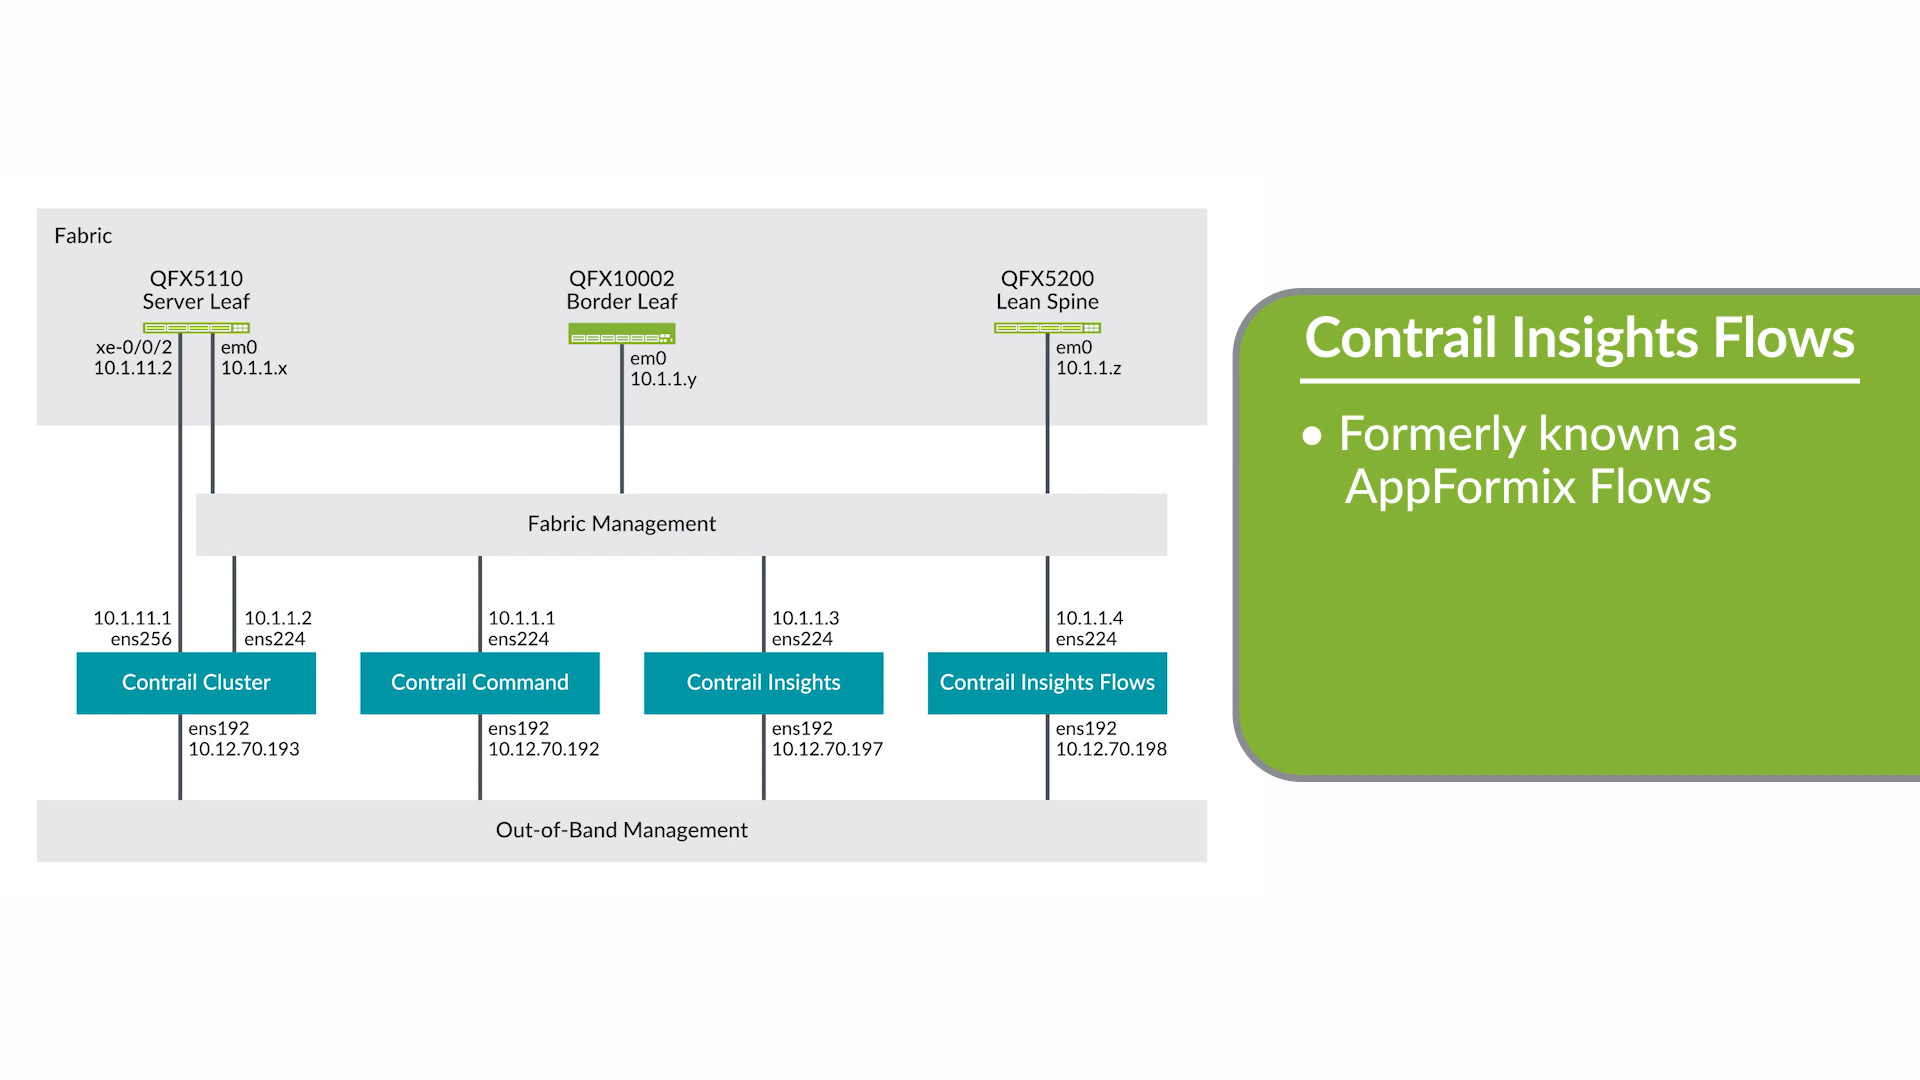 Fabric
QFX5110
Server Leaf
QFX10002
Border Leaf
QFX5200
Lean Spine
xe-0/0/2
10.1.11.2
em0
10.1.1.x
em0
10.1.1.y
em0
10.1.1.z
Fabric Management
10.1.11.1
ens256
10.1.1.2
ens224
10.1.1.1
ens224
10.1.1.3
ens224
10.1.1.4
ens224
Contrail Cluster
Contrail Command
Contrail Insights
Contrail Insights Flows
ens192
10.12.70.193
ens192
10.12.70.192
ens192
10.12.70.197
ens192
10.12.70.198
Out-of-Band Management
Contrail Insights Flows
• Formerly known as
AppFormix Flows